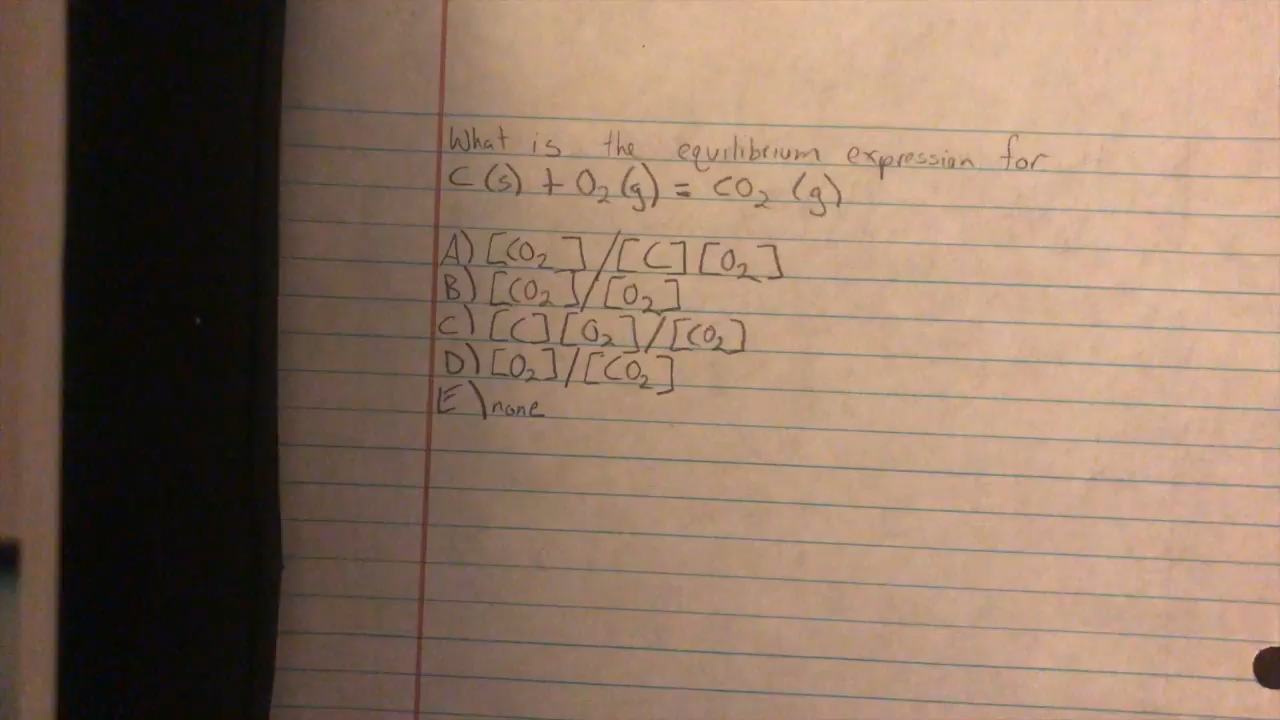 What is the equilibrium expression for
C (s) + O₂ (g) = CO₂ (g)
A) [CO₂] / [C] [O₂]
B) [CO₂] / [O₂]
C) [C] [O₂] / [CO₂]
D) [O₂] / [CO₂]
E) none